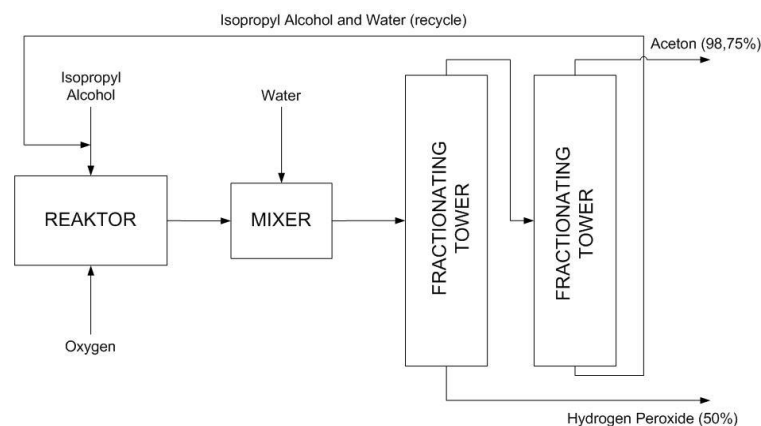 Isopropyl Alcohol and Water (recycle)
Aceton (98,75%)
Isopropyl
Alcohol
Water
REAKTOR
MIXER
FRACTIONATING
TOWER
FRACTIONATING
TOWER
Oxygen
Hydrogen Peroxide (50%)